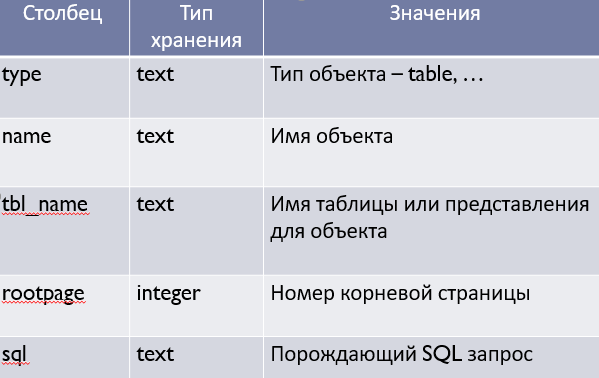 Столбец Тип хранения Значения
type text Тип объекта – table, ...
name text Имя объекта
tbl_name text Имя таблицы или представления
для объекта
rootpage integer Номер корневой страницы
sql text Порождающий SQL запрос